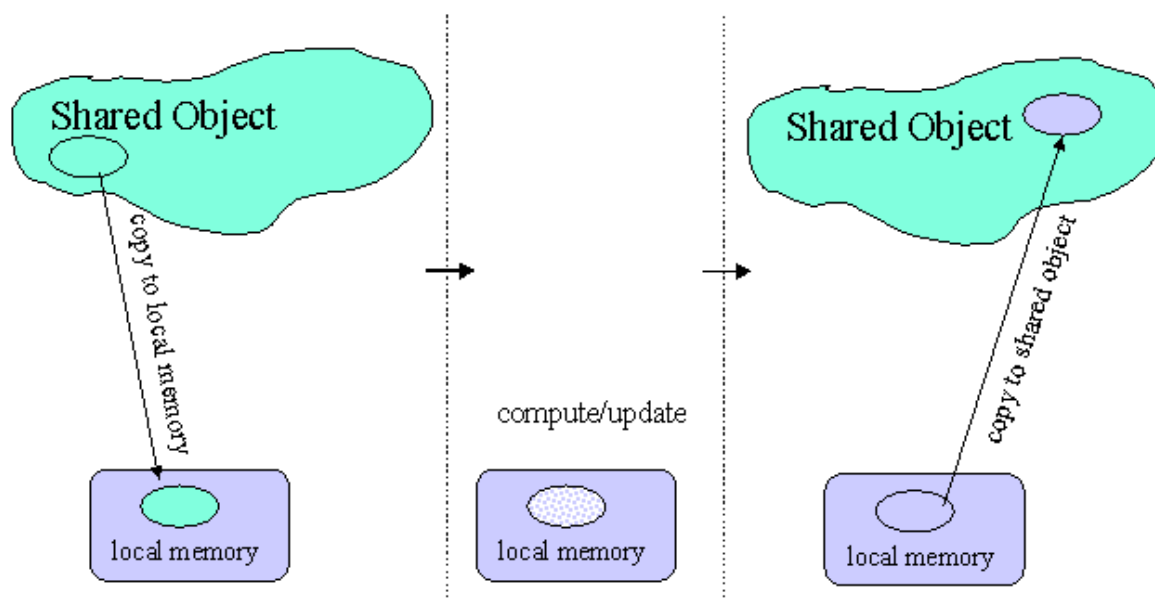 Shared Object
copy to local memory
local memory
compute/update
local memory
Shared Object
copy to shared object
local memory